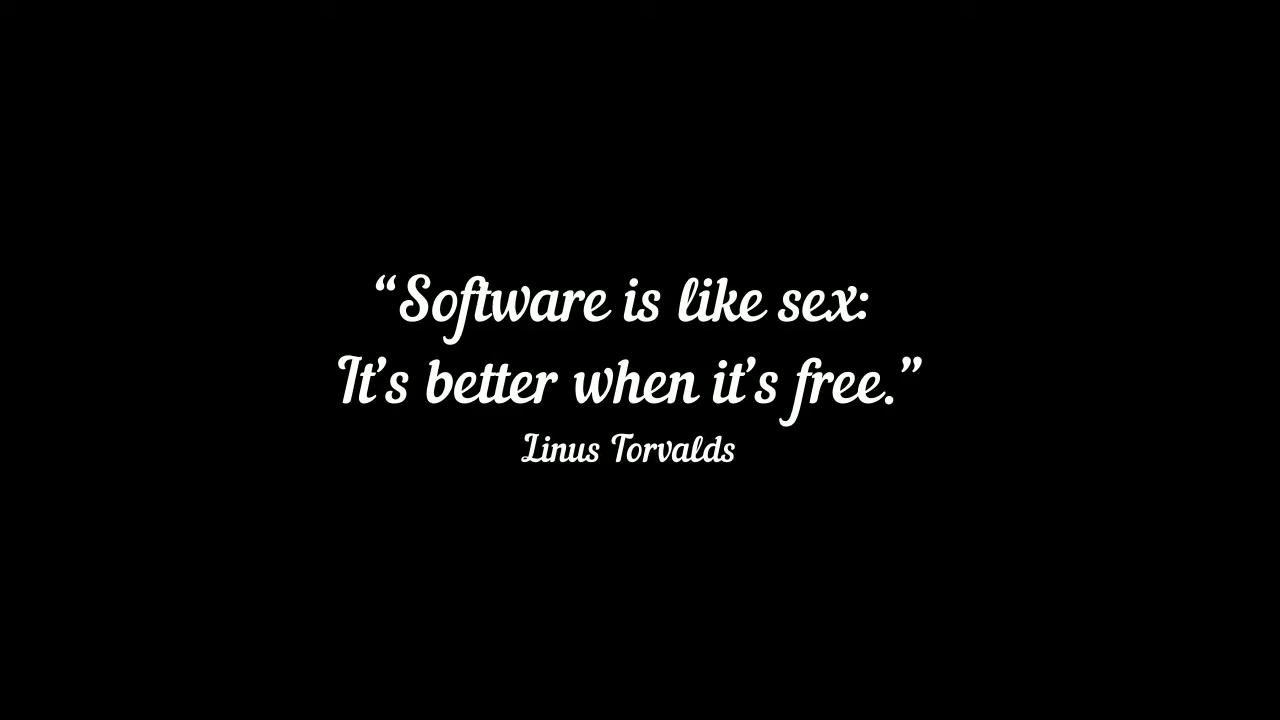 “Software is like sex:
It’s better when it’s free.”
Linus Torvalds